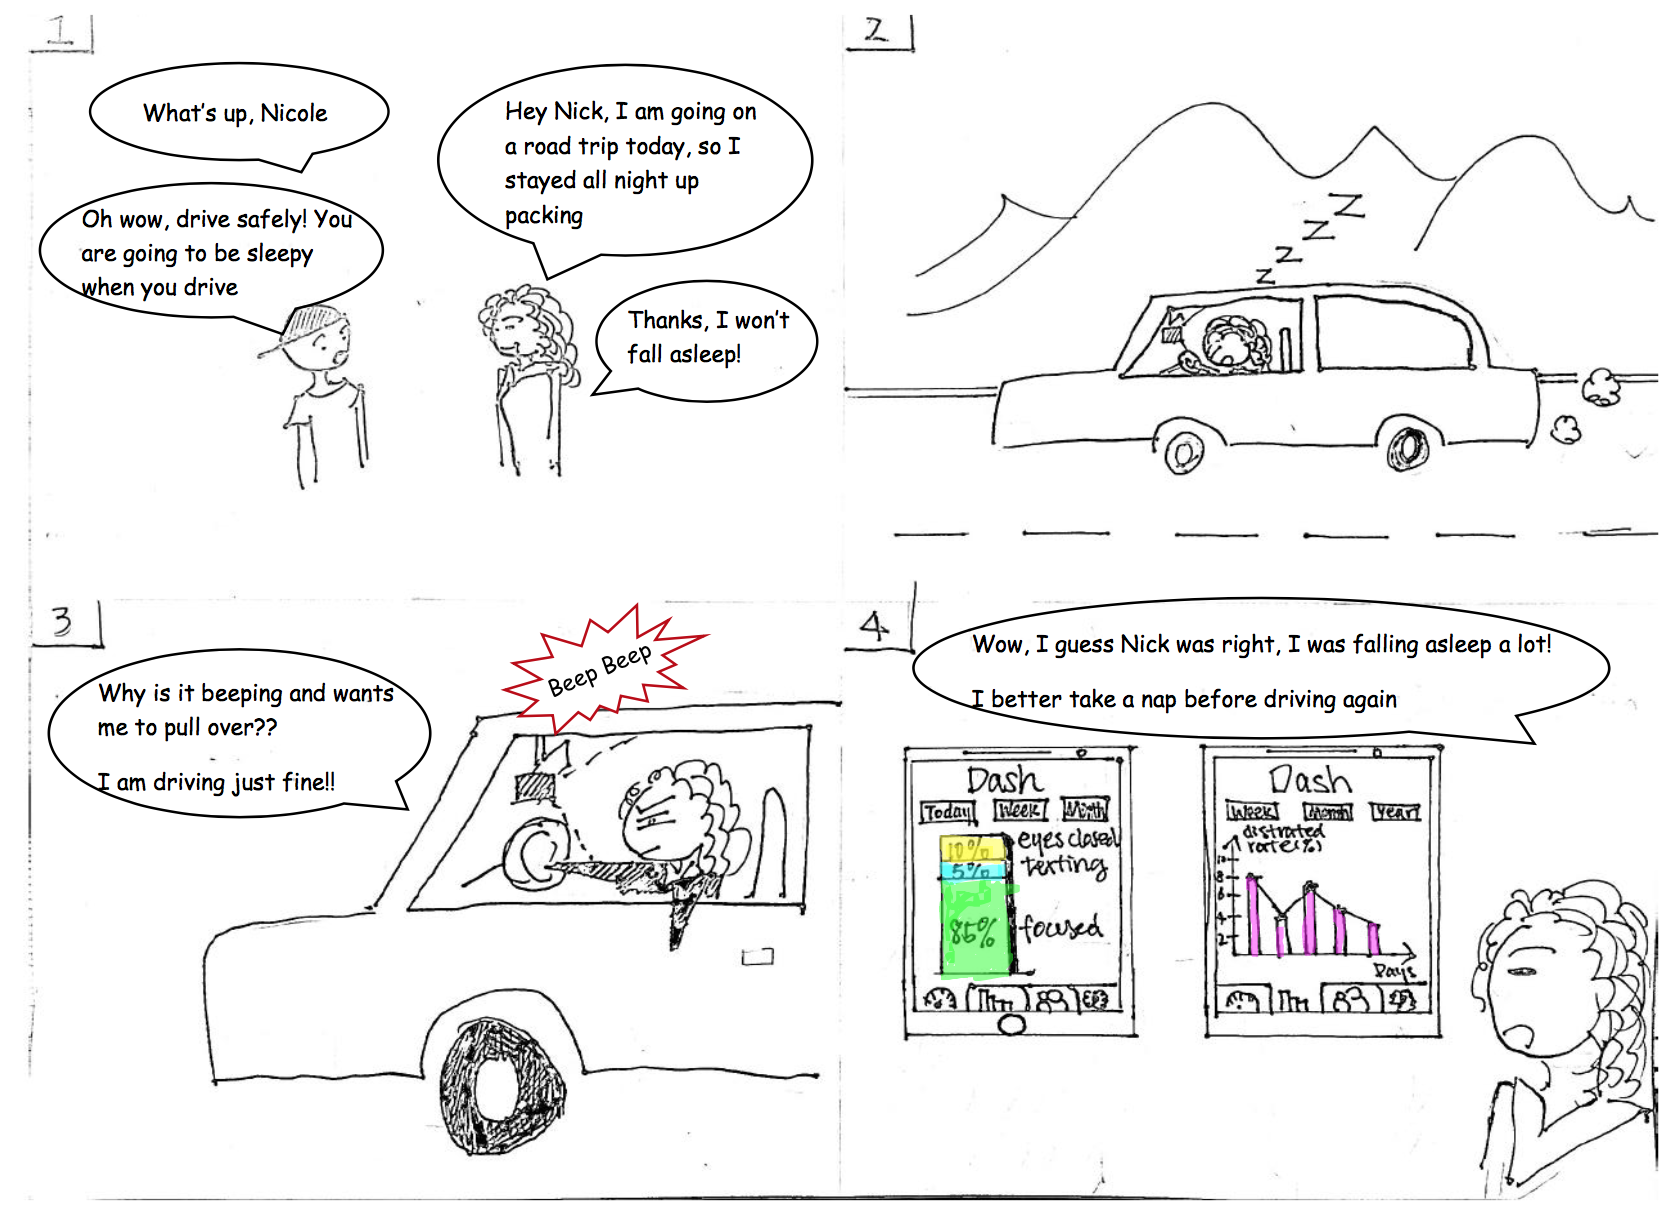 1
What's up, Nicole
Hey Nick, I am going on
a road trip today, so I
stayed all night up
packing
Oh wow, drive safely! You
are going to be sleepy
when you drive
Thanks, I won't
fall asleep!
2
z
z
z
z
3
Beep Beep
Why is it beeping and wants
me to pull over??
I am driving just fine!!
4
Wow, I guess Nick was right, I was falling asleep a lot!
I better take a nap before driving again
Dash
Today Week Month
10% eyes closed
5% texting
85% focused
Dash
Week Month Year
distrated
rate(%)
10
8
6
4
2
Days